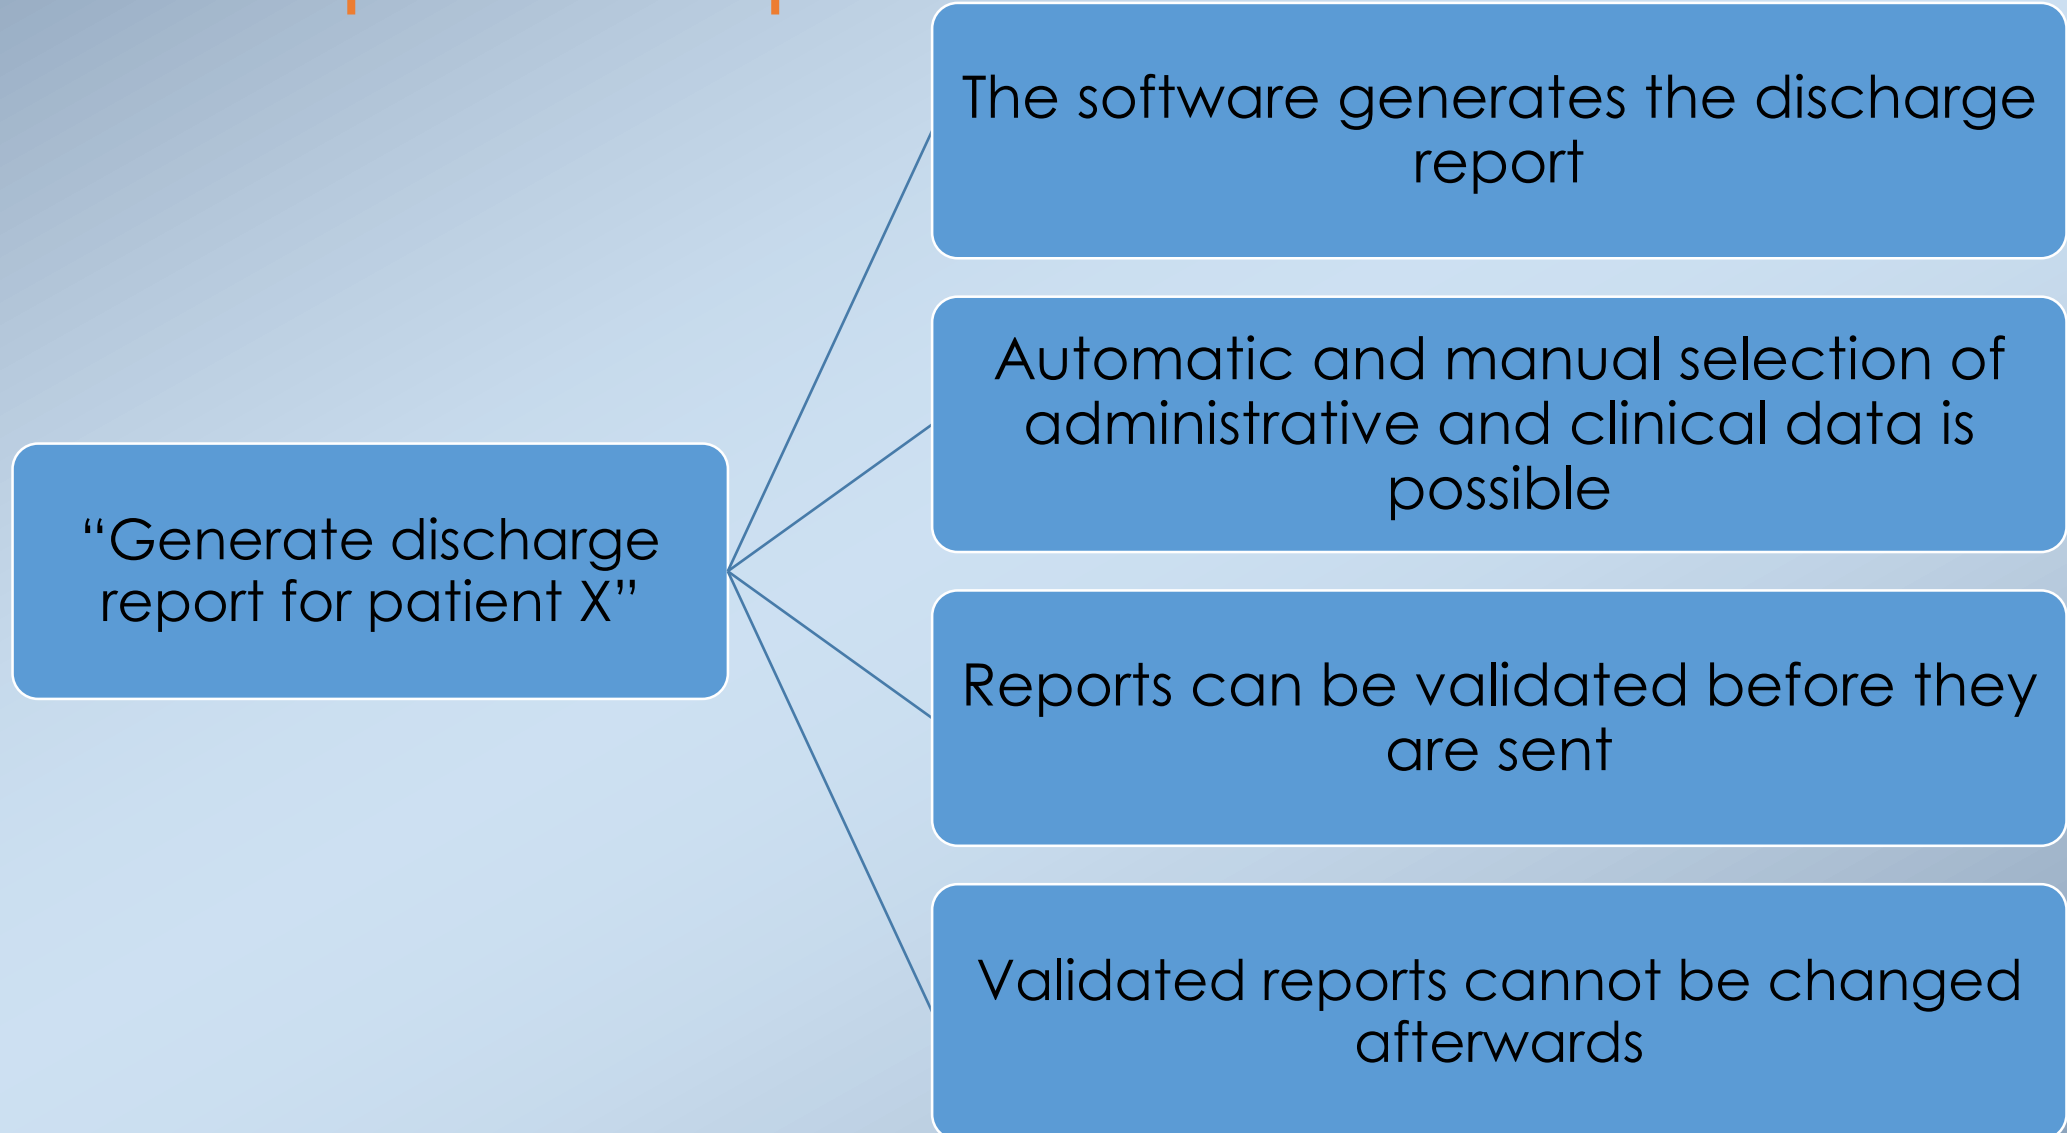 The software generates the discharge
report
Automatic and manual selection of
administrative and clinical data is
possible
“Generate discharge
report for patient X”
Reports can be validated before they
are sent
Validated reports cannot be changed
afterwards